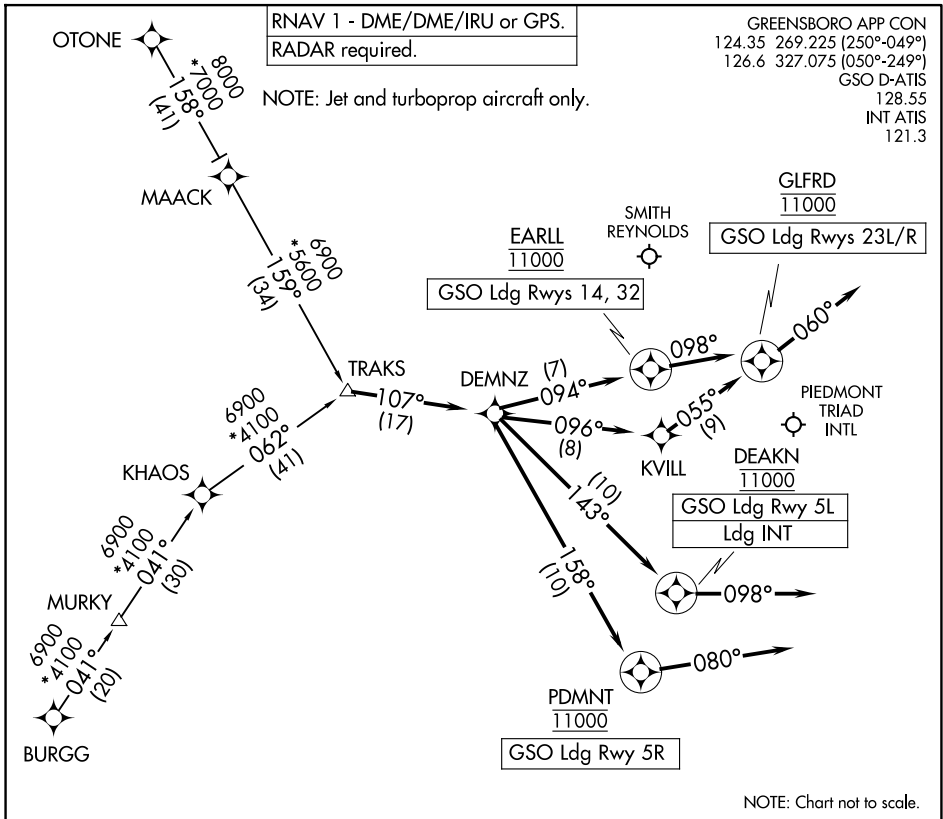 RNAV 1 - DME/DME/IRU or GPS.
RADAR required.
NOTE: Jet and turboprop aircraft only.
GREENSBORO APP CON
124.35 269.225 (250°-049°)
126.6 327.075 (050°-249°)
GSO D-ATIS
128.55
INT ATIS
121.3
OTONE
8000
*7000
158°
(41)
MAACK
6900
*5600
159°
(34)
GLFRD
11000
GSO Ldg Rwys 23L/R
SMITH
REYNOLDS
EARLL
11000
GSO Ldg Rwys 14, 32
060°
098°
TRAKS
107°
(17)
DEMNZ
(7)
094°
096°
(8)
KVILL
055°
(9)
PIEDMONT
TRIAD
INTL
6900
*4100
062°
(41)
KHAOS
DEAKN
11000
GSO Ldg Rwy 5L
Ldg INT
(10)
143°
098°
158°
(10)
6900
*4100
041°
(30)
MURKY
6900
*4100
041°
(20)
BURGG
080°
PDMNT
11000
GSO Ldg Rwy 5R
NOTE: Chart not to scale.